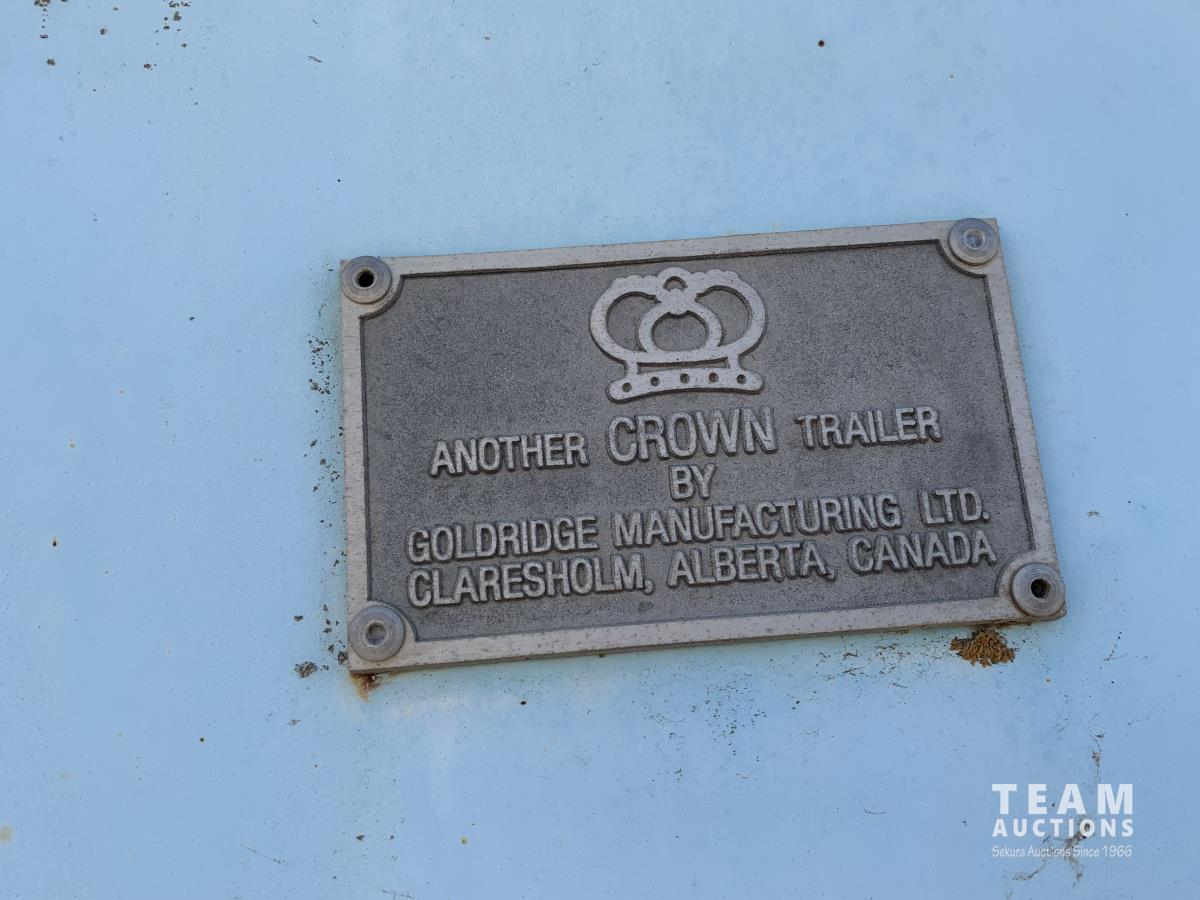 ANOTHER CROWN TRAILER
BY
GOLDRIDGE MANUFACTURING LTD.
CLARESHOLM, ALBERTA, CANADA
TEAM
AUCTIONS
Sekura Auctions Since 1966